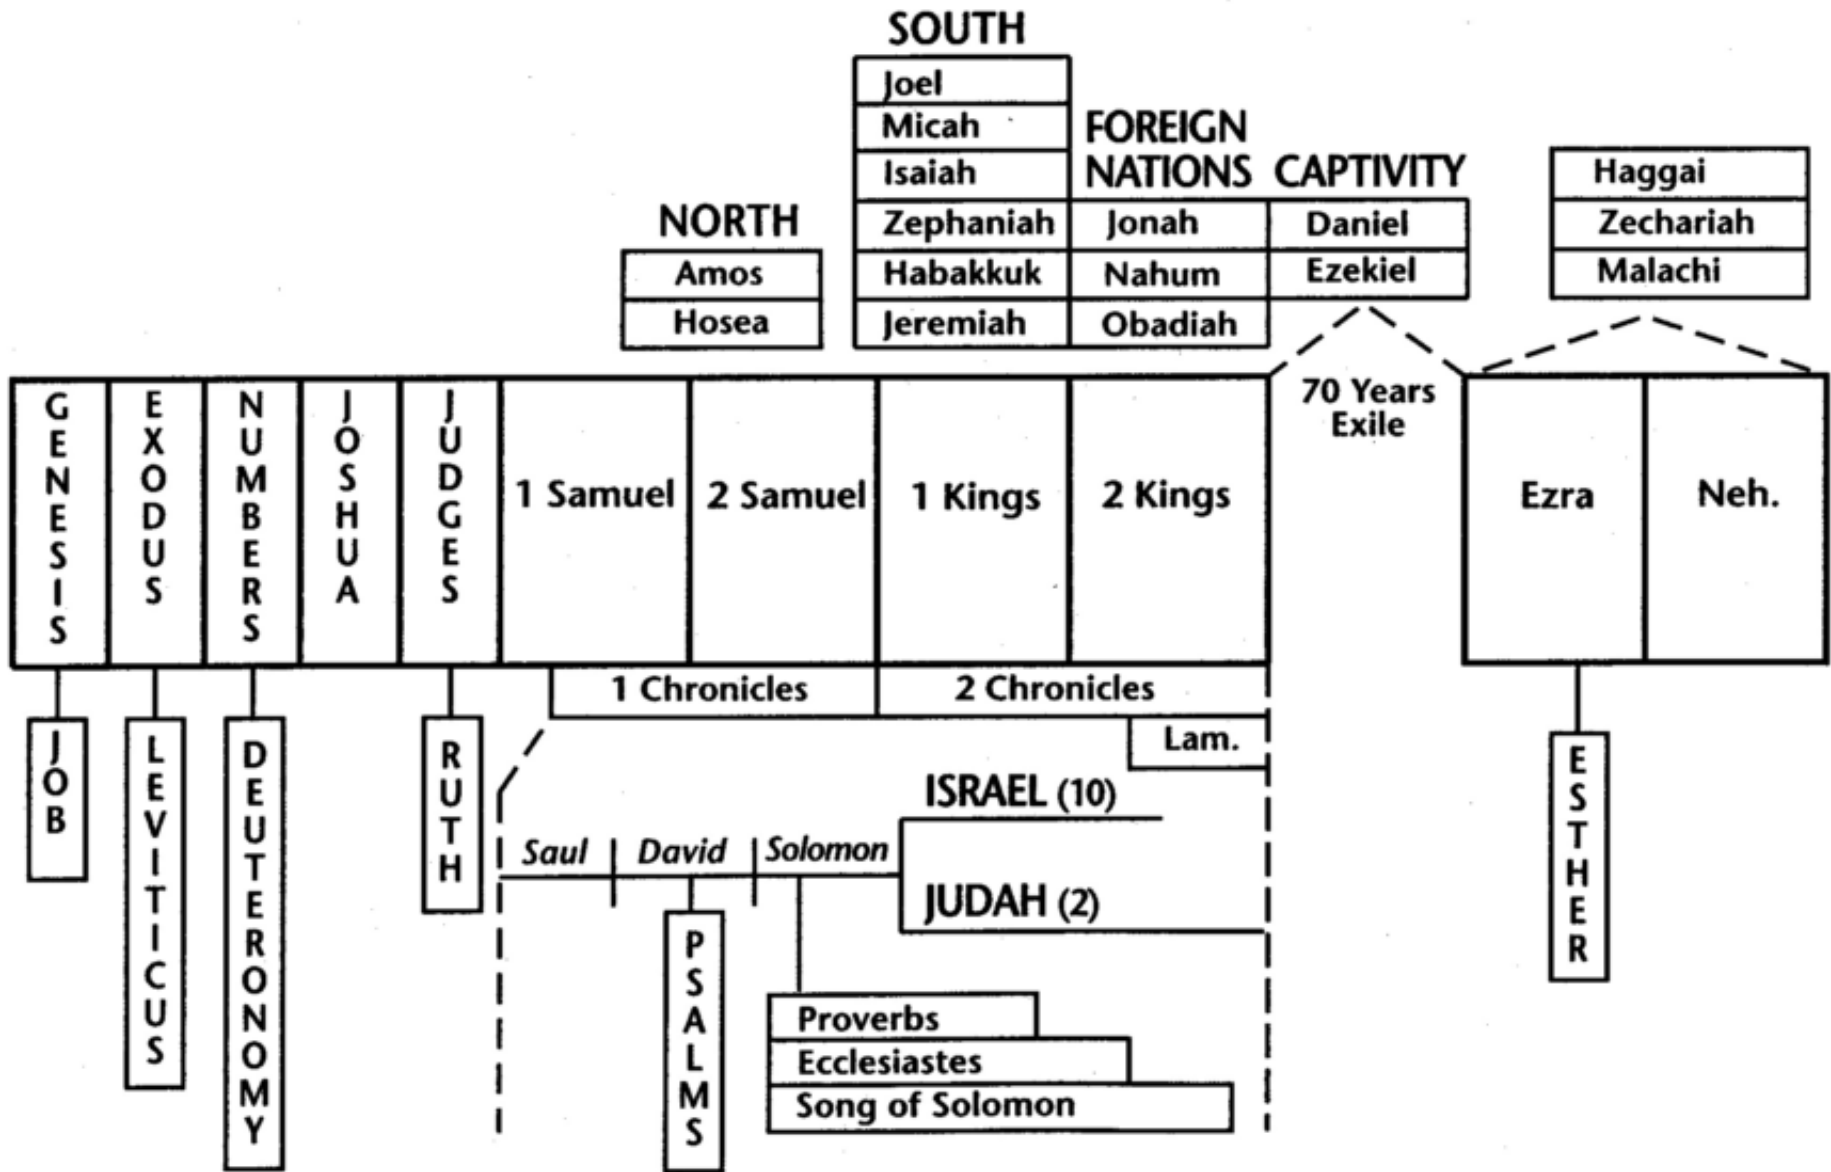 SOUTH
Joel
Micah
Isaiah
Zephaniah
Habakkuk
Jeremiah
FOREIGN
NATIONS
Jonah
Nahum
Obadiah
CAPTIVITY
Daniel
Ezekiel
Haggai
Zechariah
Malachi
NORTH
Amos
Hosea
GENESIS
EXODUS
NUMBERS
JOSHUA
JUDGES
1 Samuel
2 Samuel
1 Kings
2 Kings
70 Years
Exile
Ezra
Neh.
1 Chronicles
2 Chronicles
Lam.
JOB
LEVITICUS
DEUTERONOMY
RUTH
ISRAEL (10)
Saul
David
Solomon
JUDAH (2)
PSALMS
Proverbs
Ecclesiastes
Song of Solomon
ESTHER